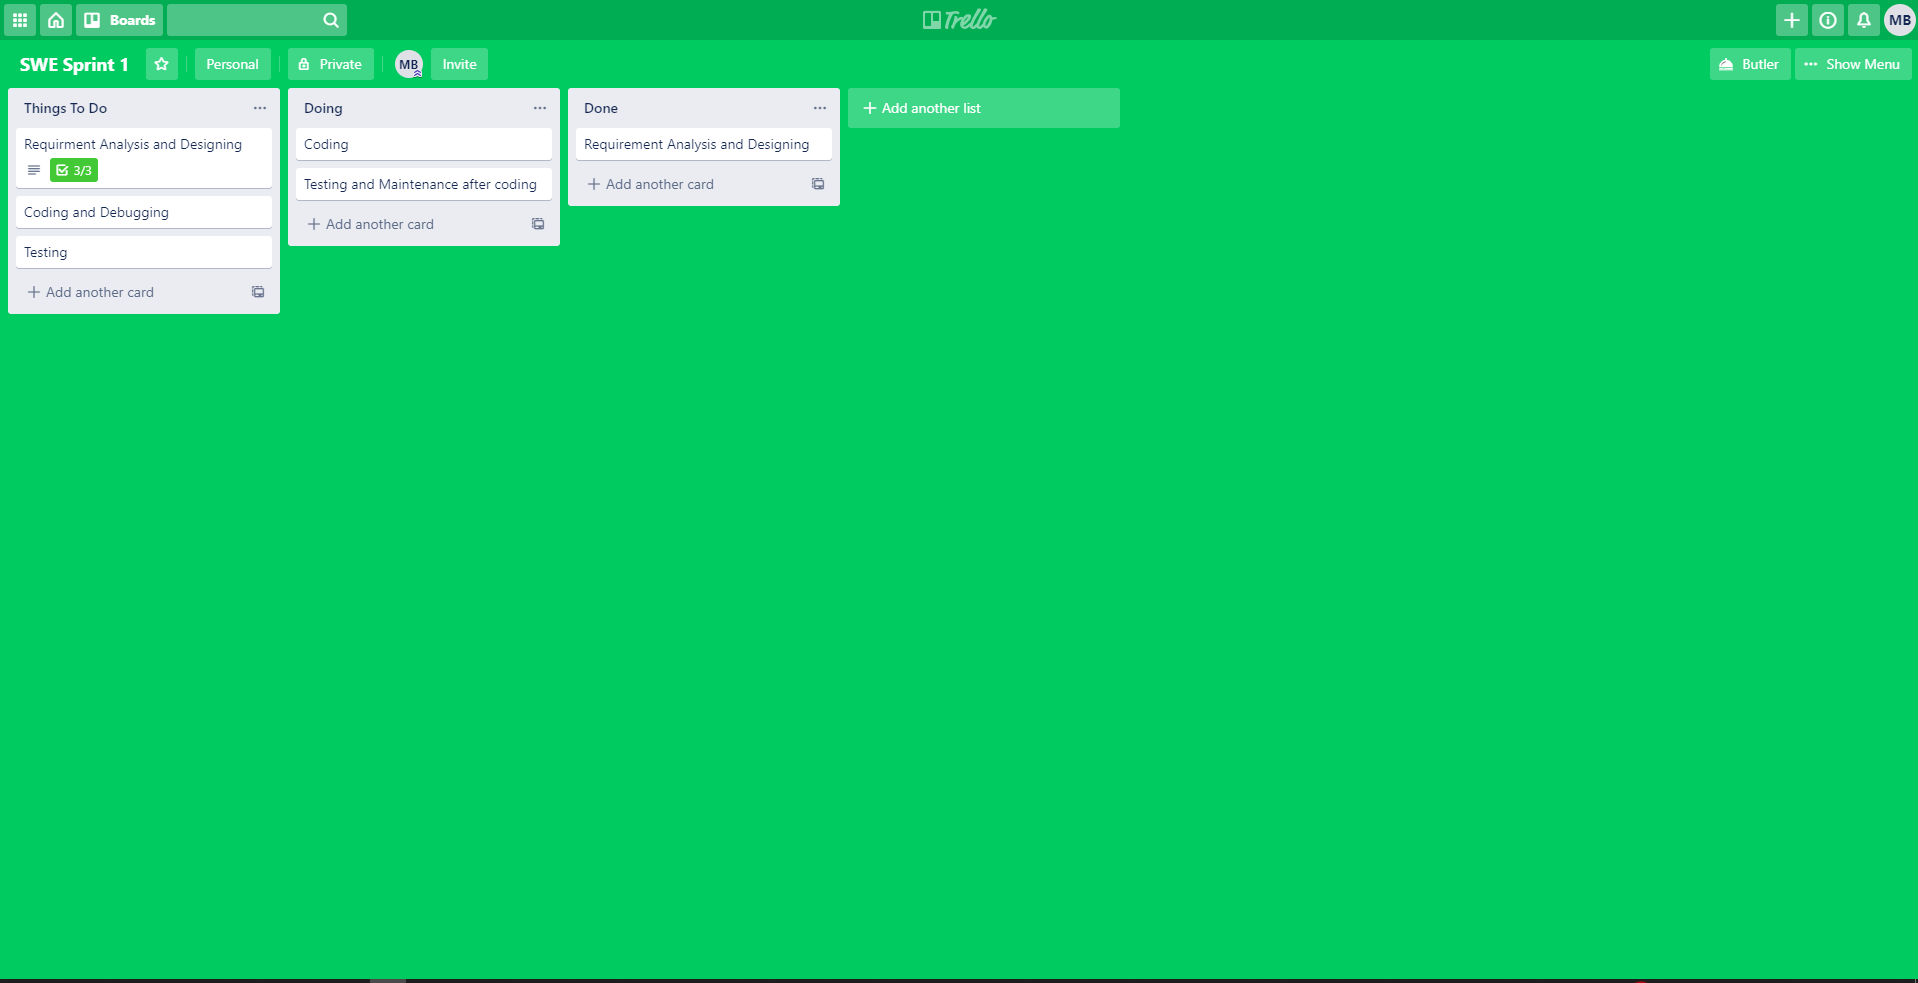 Boards
Trello
MB
SWE Sprint 1
Personal
Private
MB
Invite
Butler
Show Menu
Things To Do
Requirment Analysis and Designing
3/3
Coding and Debugging
Testing
Add another card
Doing
Coding
Testing and Maintenance after coding
Add another card
Done
Requirement Analysis and Designing
Add another card
Add another list